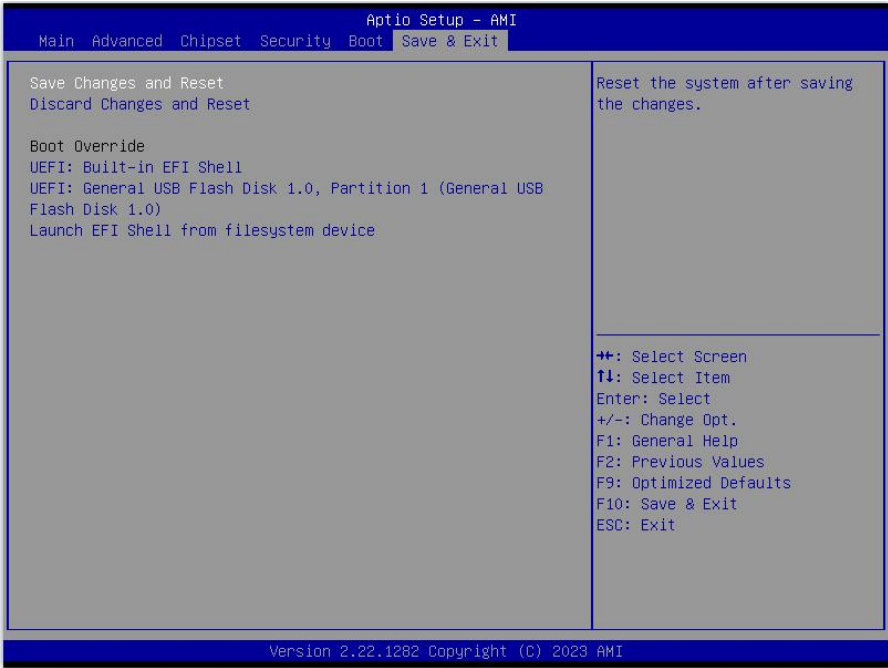 Aptio Setup – AMI
Main Advanced Chipset Security Boot Save & Exit
Save Changes and Reset
Discard Changes and Reset
Boot Override
UEFI: Built-in EFI Shell
UEFI: General USB Flash Disk 1.0, Partition 1 (General USB
Flash Disk 1.0)
Launch EFI Shell from filesystem device
Reset the system after saving
the changes.
→←: Select Screen
↑↓: Select Item
Enter: Select
+/-: Change Opt.
F1: General Help
F2: Previous Values
F9: Optimized Defaults
F10: Save & Exit
ESC: Exit
Version 2.22.1282 Copyright (C) 2023 AMI